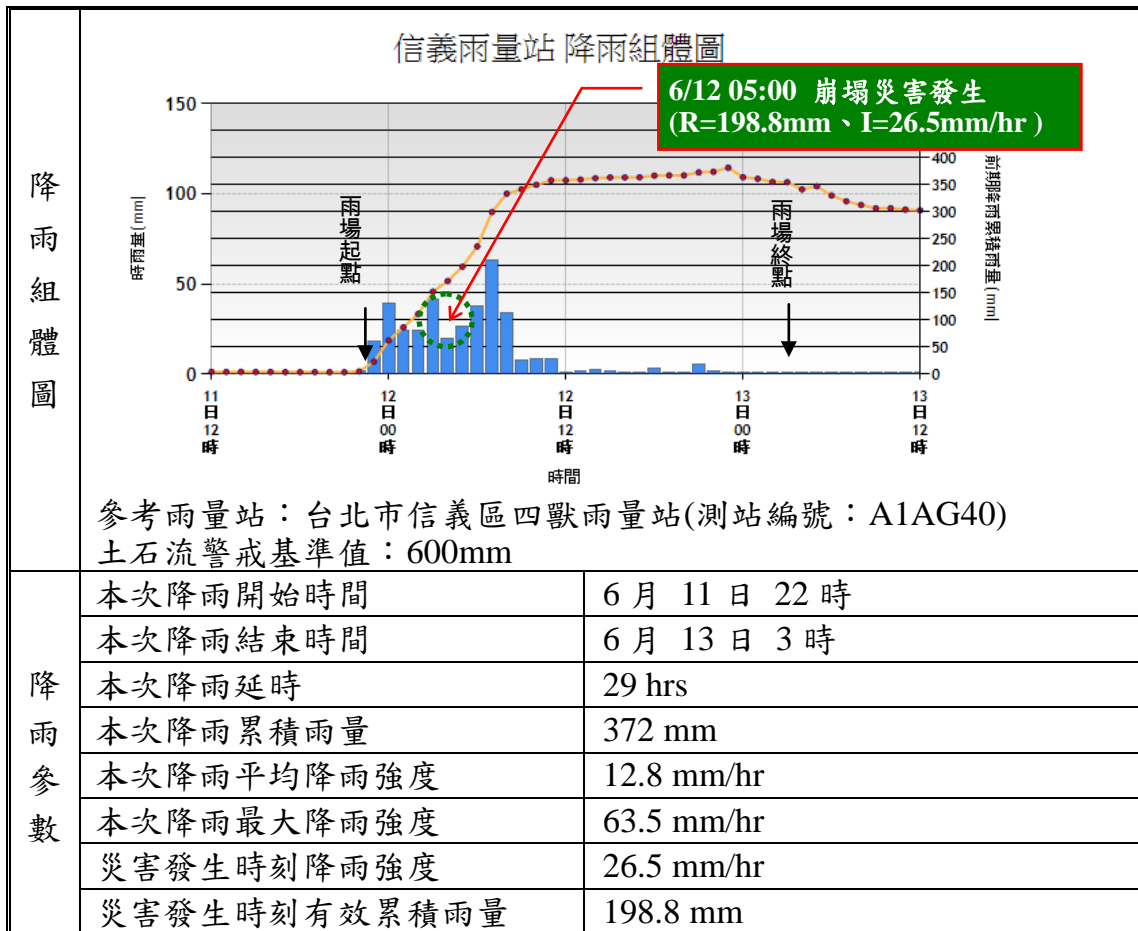 降雨組體圖
信義雨量站 降雨組體圖
6/12 05:00 崩塌災害發生
(R=198.8mm、I=26.5mm/hr )
150
100
50
0
時雨量(mm)
400
350
300
250
200
150
100
50
0
前期降雨累積雨量(mm)
雨場起點
雨場終點
11日12時
12日00時
12日12時
13日00時
13日12時
時間
參考雨量站：台北市信義區四獸雨量站(測站編號：A1AG40)
土石流警戒基準值：600mm
降雨參數
本次降雨開始時間 6 月 11 日 22 時
本次降雨結束時間 6 月 13 日 3 時
本次降雨延時 29 hrs
本次降雨累積雨量 372 mm
本次降雨平均降雨強度 12.8 mm/hr
本次降雨最大降雨強度 63.5 mm/hr
災害發生時刻降雨強度 26.5 mm/hr
災害發生時刻有效累積雨量 198.8 mm